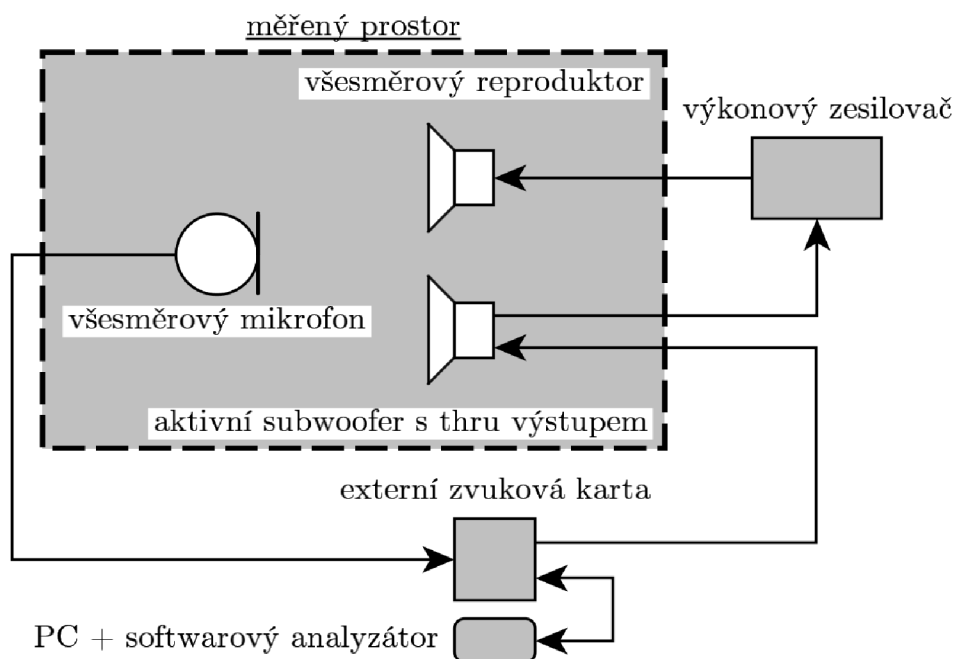 měřený prostor
všesměrový reproduktor
výkonový zesilovač
všesměrový mikrofon
aktivní subwoofer s thru výstupem
externí zvuková karta
PC + softwarový analyzátor